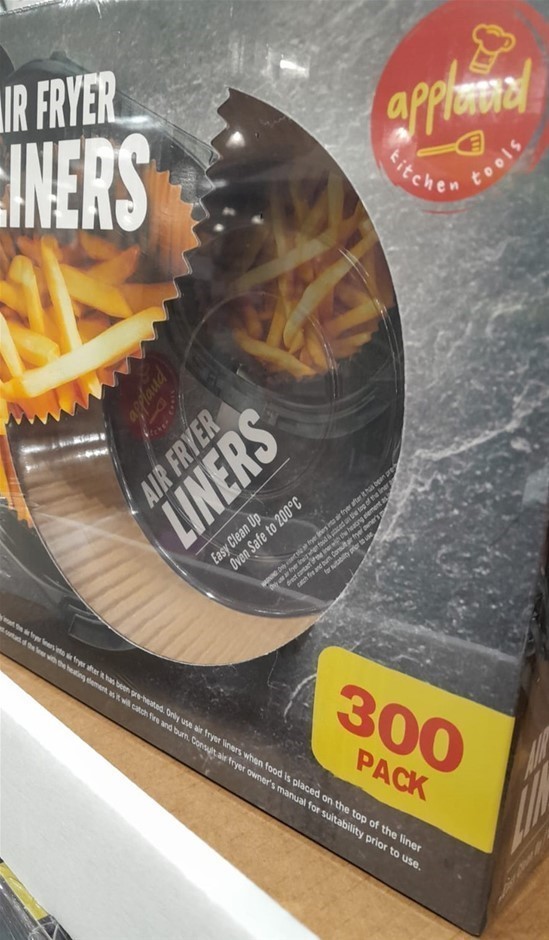 AIR FRYER
LINERS
applaud
kitchen tools
applaud
AIR FRYER
LINERS
Easy Clean Up
Oven Safe to 200°C
insert the air fryer liners into air fryer after it has been pre-heated. Only use air fryer liners when food is placed on the top of the liner
contact of the liner with the heating element as it will catch fire and burn. Consult air fryer owner's manual for suitability prior to use.
300
PACK